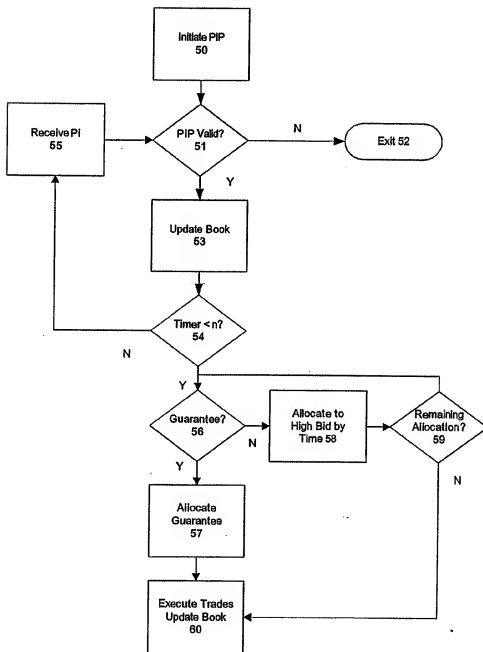 Initiate PIP
50
Receive Pi
55
PIP Valid?
51
N
Exit 52
Y
Update Book
53
Timer < n?
54
N
Y
Guarantee?
56
N
Allocate to
High Bid by
Time 58
Remaining
Allocation?
59
Y
N
Allocate
Guarantee
57
Execute Trades
Update Book
60